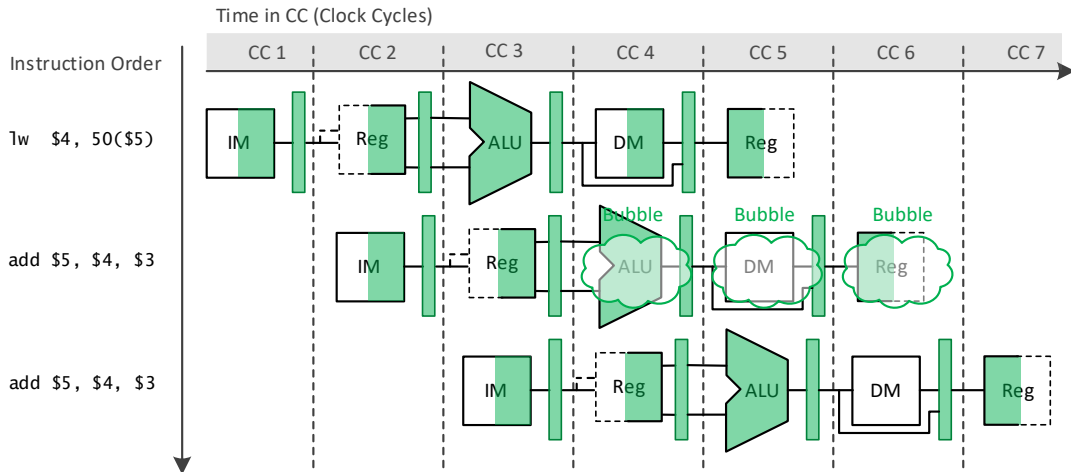 Time in CC (Clock Cycles)
CC 1 CC 2 CC 3 CC 4 CC 5 CC 6 CC 7
Instruction Order
lw $4, 50($5)
IM Reg ALU DM Reg
Bubble Bubble Bubble
add $5, $4, $3
IM Reg ALU DM Reg
add $5, $4, $3
IM Reg ALU DM Reg